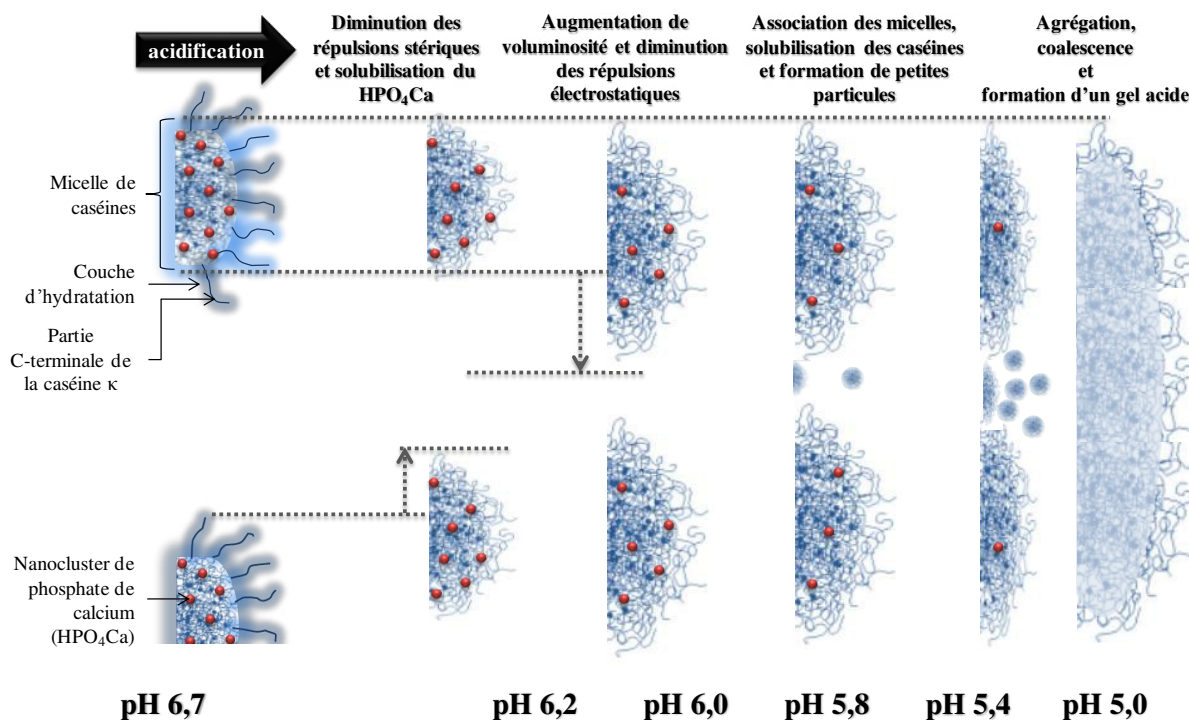 acidification
Diminution des
répulsions stériques
et solubilisation du
HPO₄Ca
Augmentation de
voluminosité et diminution
des répulsions
électrostatiques
Association des micelles,
solubilisation des caséines
et formation de petites
particules
Agrégation,
coalescence
et
formation d’un gel acide
Micelle de
caséines
Couche
d’hydratation
Partie
C-terminale de
la caséine κ
Nanocluster de
phosphate de
calcium
(HPO₄Ca)
pH 6,7
pH 6,2
pH 6,0
pH 5,8
pH 5,4
pH 5,0